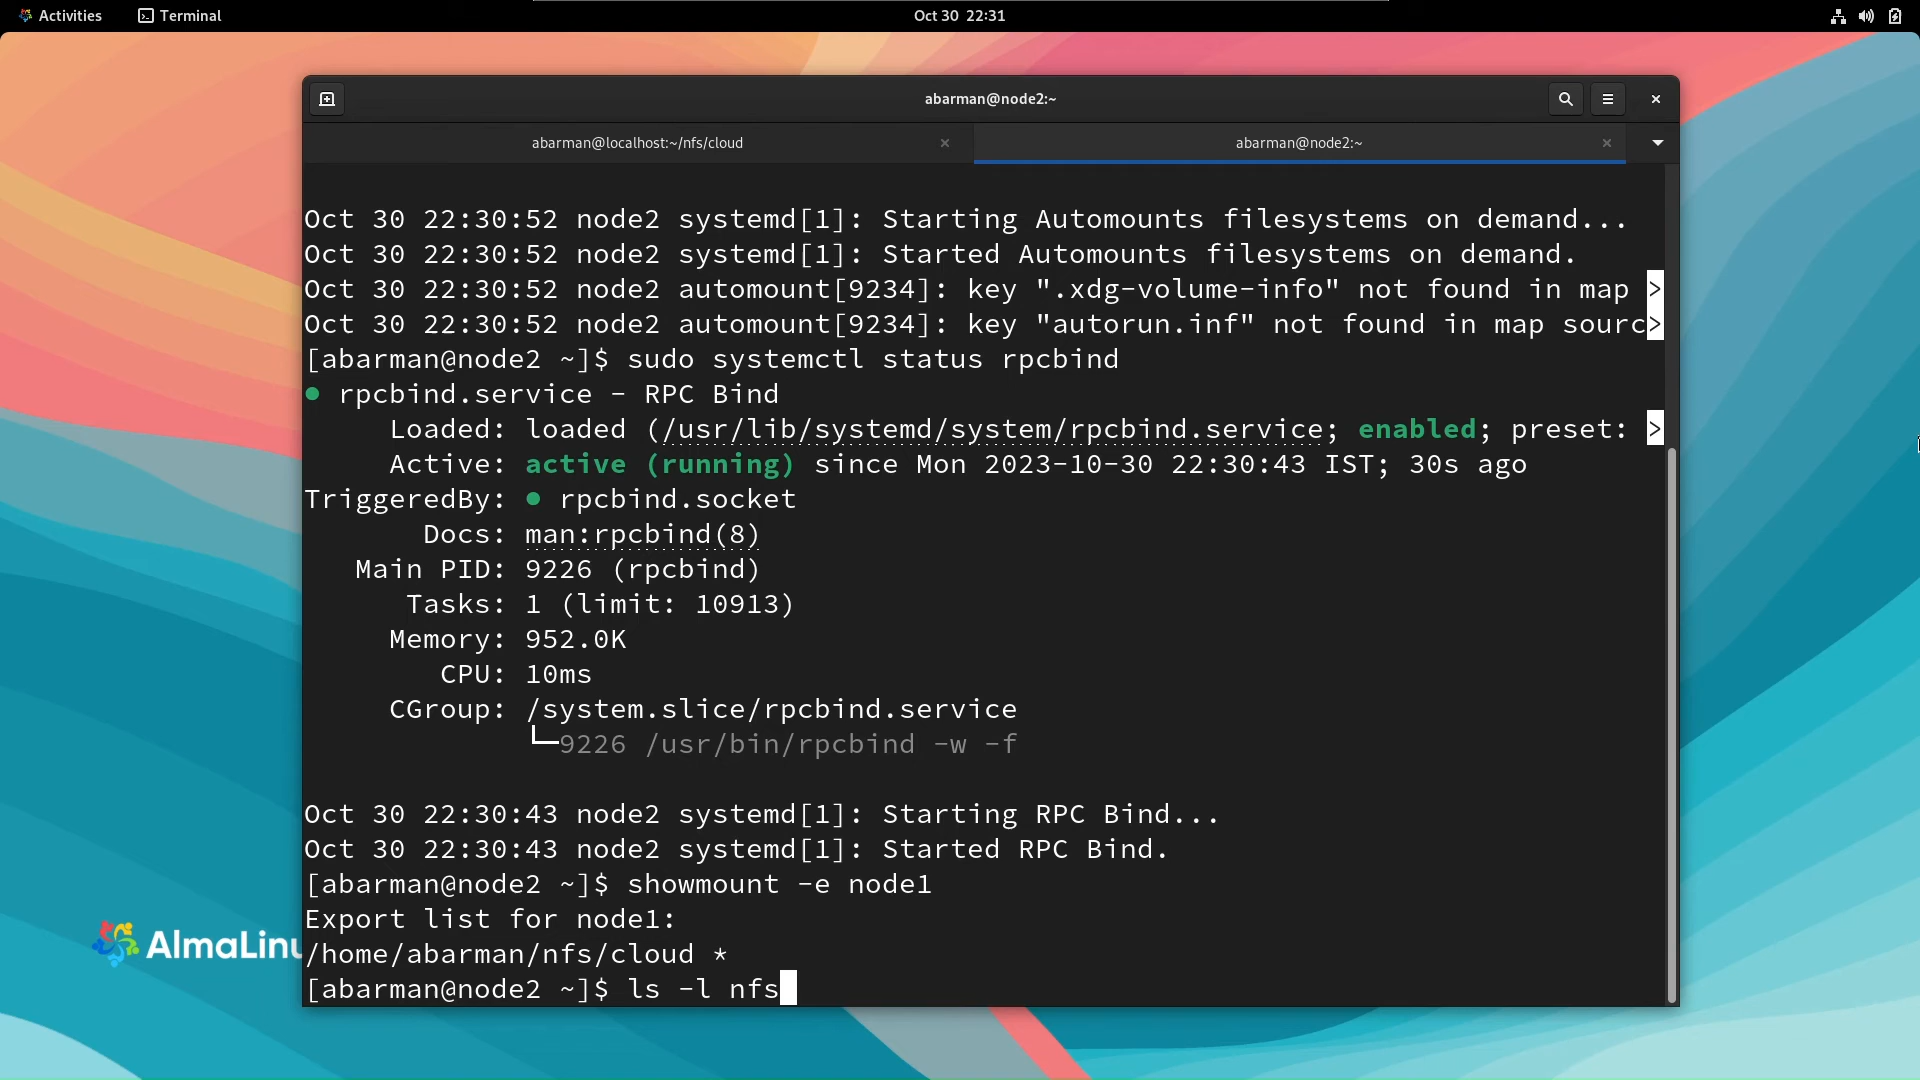 Activities
Terminal
Oct 30 22:31
abarman@node2:~
abarman@localhost:~/nfs/cloud
abarman@node2:~
Oct 30 22:30:52 node2 systemd[1]: Starting Automounts filesystems on demand...
Oct 30 22:30:52 node2 systemd[1]: Started Automounts filesystems on demand.
Oct 30 22:30:52 node2 automount[9234]: key ".xdg-volume-info" not found in map >
Oct 30 22:30:52 node2 automount[9234]: key "autorun.inf" not found in map sourc>
[abarman@node2 ~]$ sudo systemctl status rpcbind
● rpcbind.service - RPC Bind
Loaded: loaded (/usr/lib/systemd/system/rpcbind.service; enabled; preset: >
Active: active (running) since Mon 2023-10-30 22:30:43 IST; 30s ago
TriggeredBy: ● rpcbind.socket
Docs: man:rpcbind(8)
Main PID: 9226 (rpcbind)
Tasks: 1 (limit: 10913)
Memory: 952.0K
CPU: 10ms
CGroup: /system.slice/rpcbind.service
└─9226 /usr/bin/rpcbind -w -f
Oct 30 22:30:43 node2 systemd[1]: Starting RPC Bind...
Oct 30 22:30:43 node2 systemd[1]: Started RPC Bind.
[abarman@node2 ~]$ showmount -e node1
Export list for node1:
/home/abarman/nfs/cloud *
[abarman@node2 ~]$ ls -l nfs
AlmaLinu